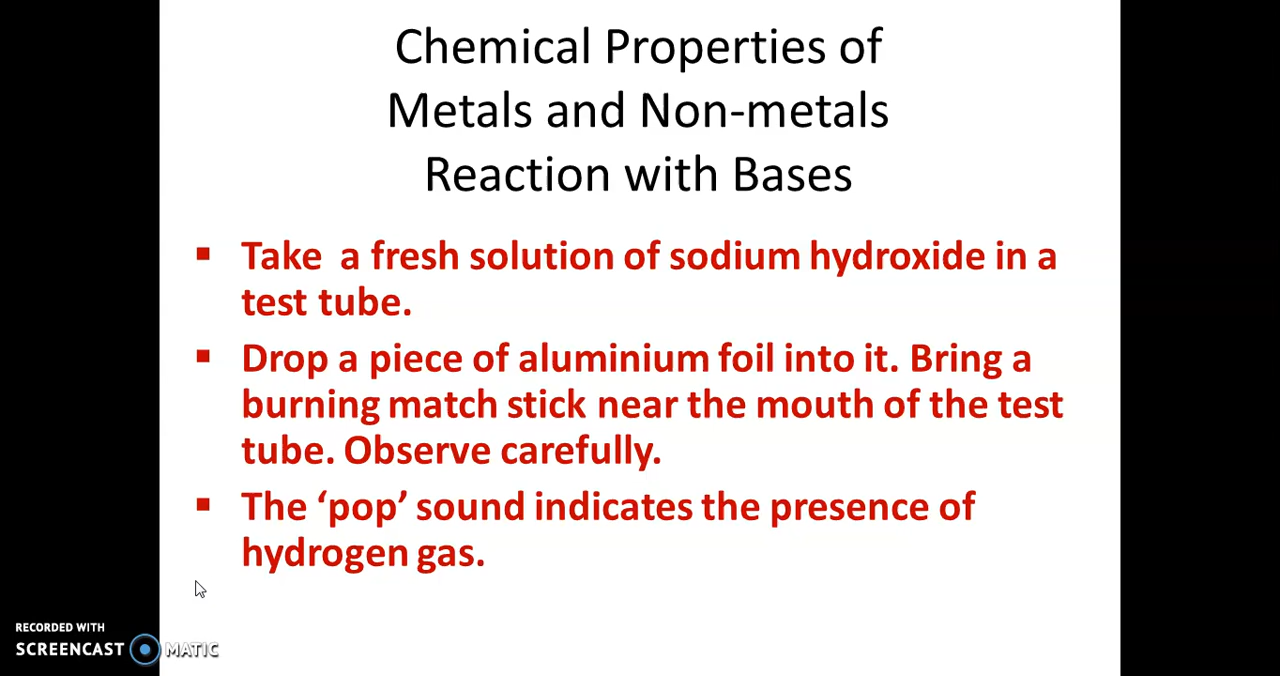 Chemical Properties of
Metals and Non-metals
Reaction with Bases
▪ Take a fresh solution of sodium hydroxide in a
test tube.
▪ Drop a piece of aluminium foil into it. Bring a
burning match stick near the mouth of the test
tube. Observe carefully.
▪ The ‘pop’ sound indicates the presence of
hydrogen gas.
RECORDED WITH
SCREENCAST MATIC